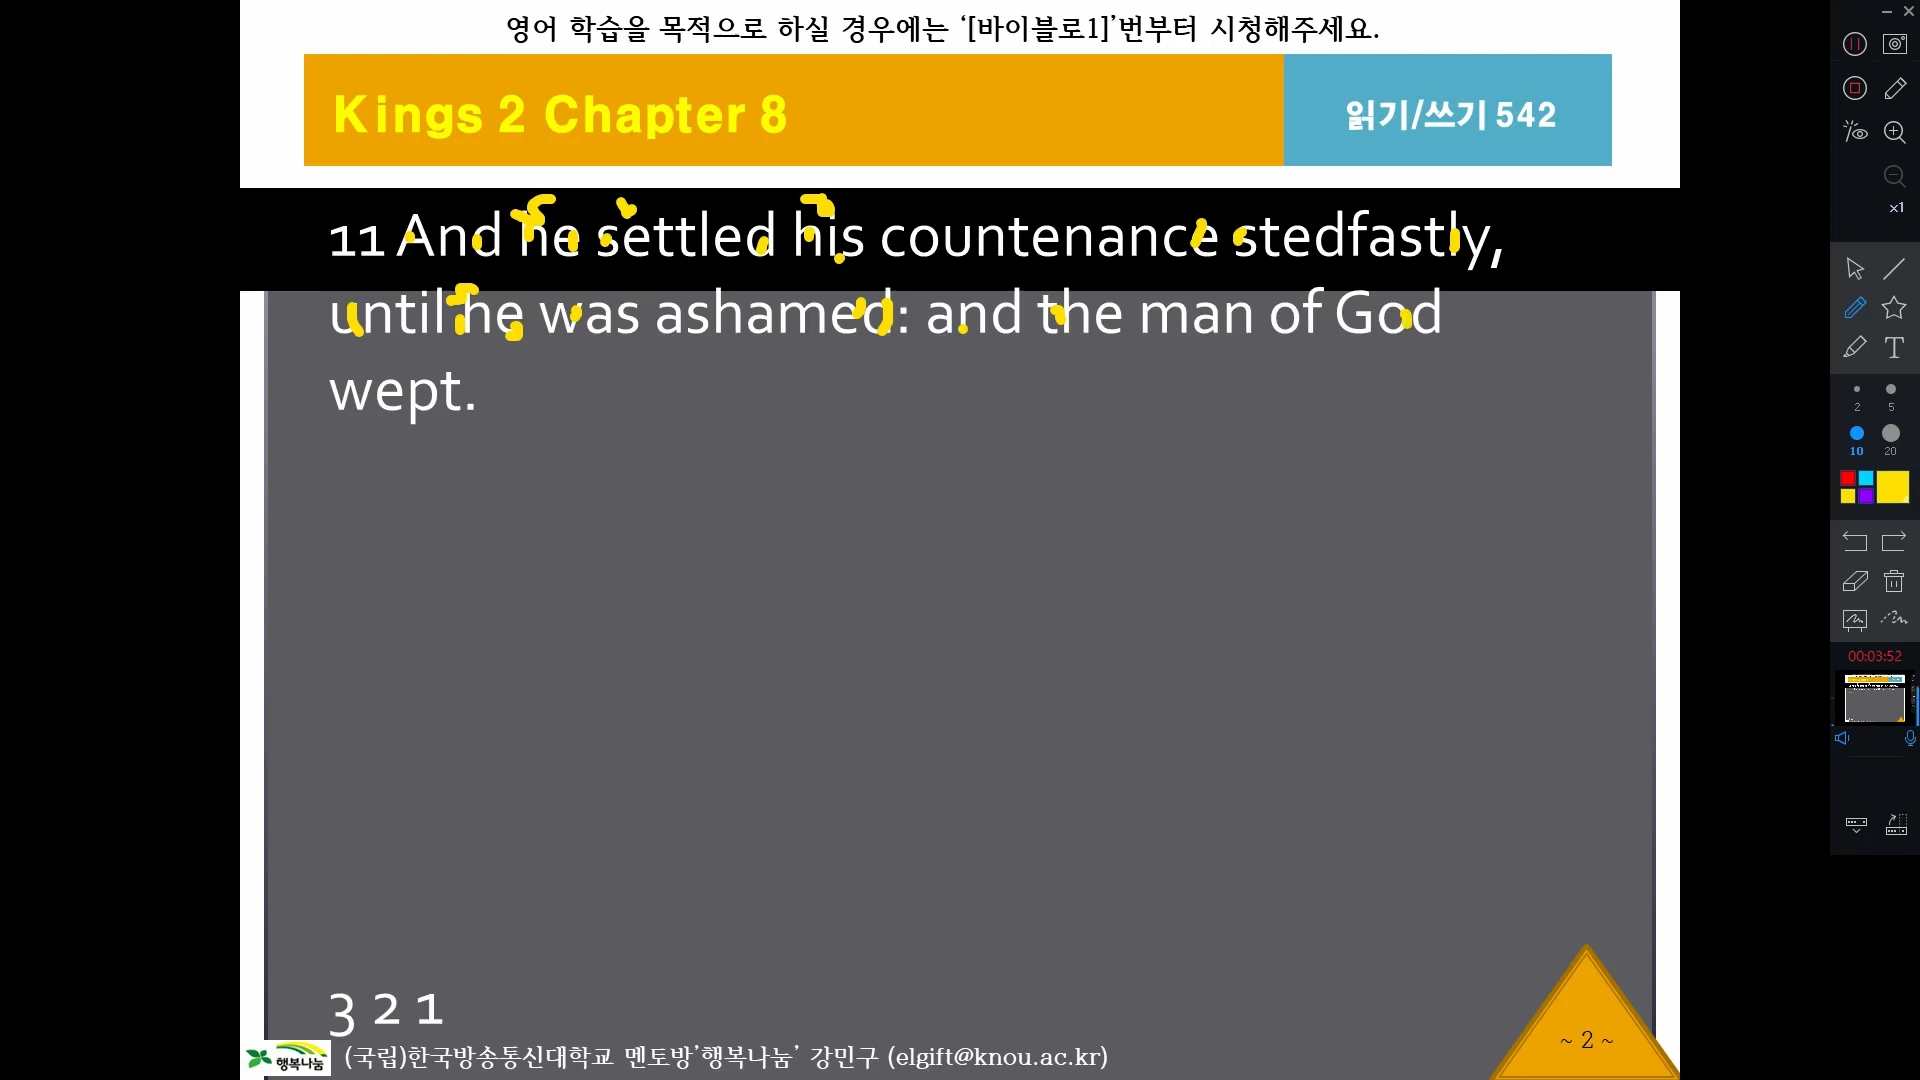 영어 학습을 목적으로 하실 경우에는 '[바이블로1]'번부터 시청해주세요.
Kings 2 Chapter 8
읽기/쓰기 542
11 And he settled his countenance stedfastly,
until he was ashamed: and the man of God
wept.
3 2 1
~ 2 ~
행복나눔
(국립)한국방송통신대학교 멘토방'행복나눔' 강민구 (elgift@knou.ac.kr)
x1
T
2 5
10 20
00:03:52